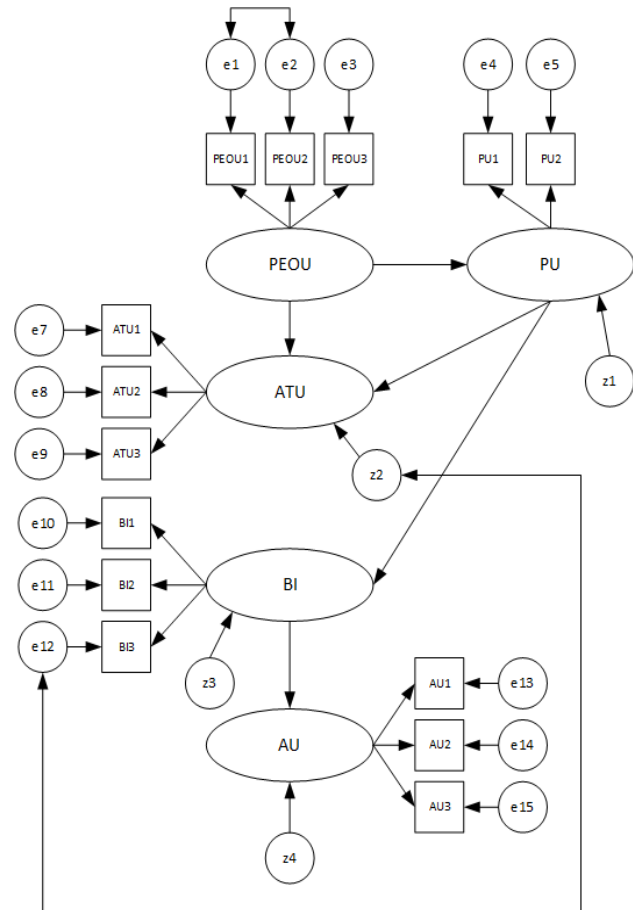 e1 e2 e3 e4 e5
PEOU1 PEOU2 PEOU3 PU1 PU2
PEOU PU
e7 ATU1
z1
e8 ATU2 ATU
e9 ATU3
z2
e10 BI1
e11 BI2 BI
e12 BI3
z3
e13 AU1
AU AU2 e14
AU3 e15
z4